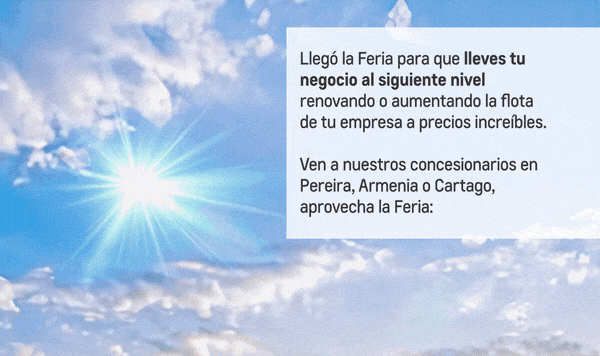 Llegó la Feria para que lleves tu
negocio al siguiente nivel
renovando o aumentando la flota
de tu empresa a precios increíbles.
Ven a nuestros concesionarios en
Pereira, Armenia o Cartago,
aprovecha la Feria: